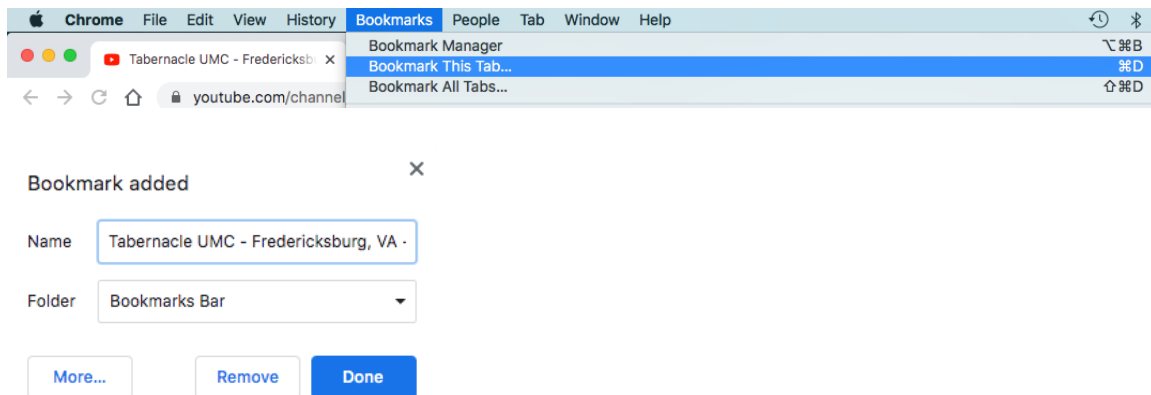 Chrome File Edit View History Bookmarks People Tab Window Help
Bookmark Manager ⌥⌘B
Tabernacle UMC - Fredericksb
Bookmark This Tab... ⌘D
Bookmark All Tabs... ⇧⌘D
youtube.com/channel
Bookmark added
Name Tabernacle UMC - Fredericksburg, VA -
Folder Bookmarks Bar
More... Remove Done